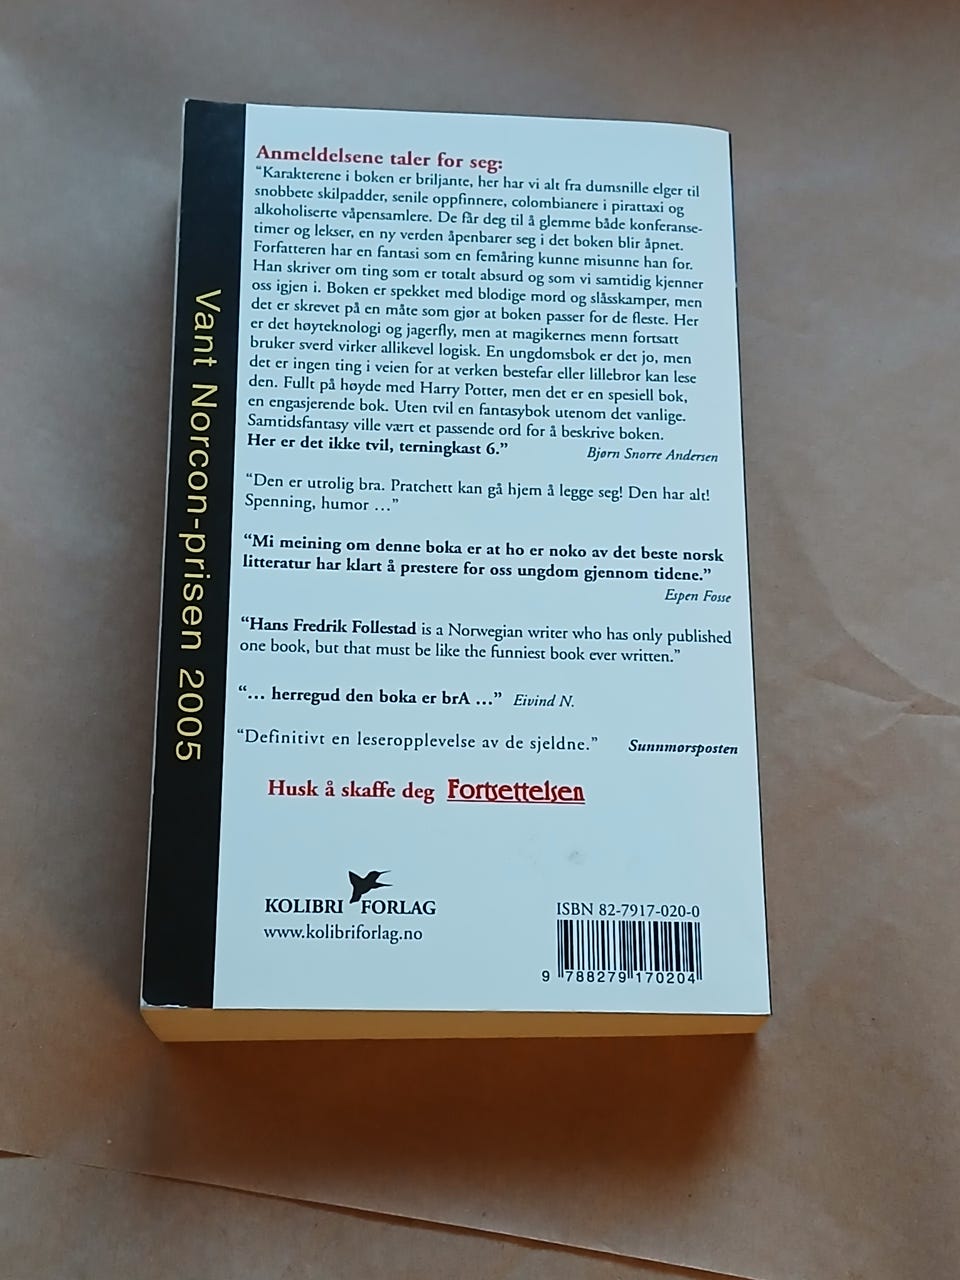 Vant Norcon-prisen 2005
Anmeldelsene taler for seg:
“Karakterene i boken er briljante, her har vi alt fra dumsnille elger til
snobbete skilpadder, senile oppfinnere, colombianere i pirattaxi og
alkoholiserte våpensamlere. De får deg til å glemme både konferanse-
timer og lekser, en ny verden åpenbarer seg i det boken blir åpnet.
Forfatteren har en fantasi som en femåring kunne misunne han for.
Han skriver om ting som er totalt absurd og som vi samtidig kjenner
oss igjen i. Boken er spekket med blodige mord og slåsskamper, men
det er skrevet på en måte som gjør at boken passer for de fleste. Her
er det høyteknologi og jagerfly, men at magikernes menn fortsatt
bruker sverd virker allikevel logisk. En ungdomsbok er det jo, men
det er ingen ting i veien for at verken bestefar eller lillebror kan lese
den. Fullt på høyde med Harry Potter, men det er en spesiell bok,
en engasjerende bok. Uten tvil en fantasybok utenom det vanlige.
Samtidsfantasy ville vært et passende ord for å beskrive boken.
Her er det ikke tvil, terningkast 6.” Bjørn Snorre Andersen
“Den er utrolig bra. Pratchett kan gå hjem å legge seg! Den har alt!
Spenning, humor …”
“Mi meining om denne boka er at ho er noko av det beste norsk
litteratur har klart å prestere for oss ungdom gjennom tidene.”
Espen Fosse
“Hans Fredrik Follestad is a Norwegian writer who has only published
one book, but that must be like the funniest book ever written.”
“… herregud den boka er brA …” Eivind N.
“Definitivt en leseropplevelse av de sjeldne.” Sunnmørsposten
Husk å skaffe deg Fortsettelsen
KOLIBRI FORLAG
www.kolibriforlag.no
ISBN 82-7917-020-0
9 788279 170204